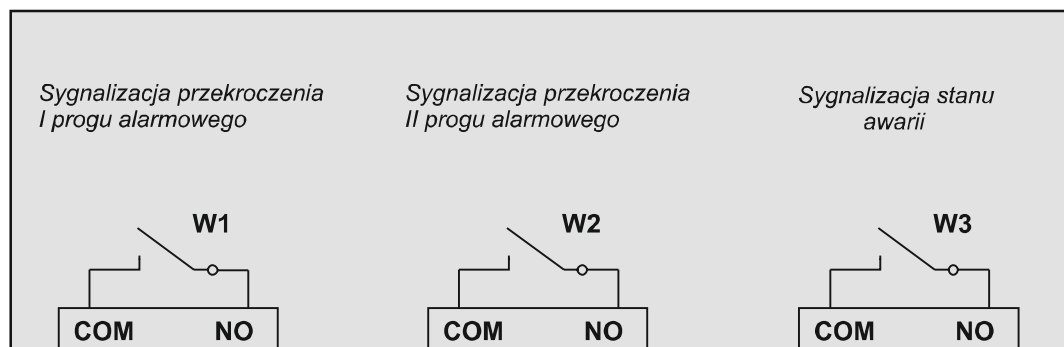 Sygnalizacja przekroczenia
I progu alarmowego
Sygnalizacja przekroczenia
II progu alarmowego
Sygnalizacja stanu
awarii
W1
W2
W3
COM NO
COM NO
COM NO